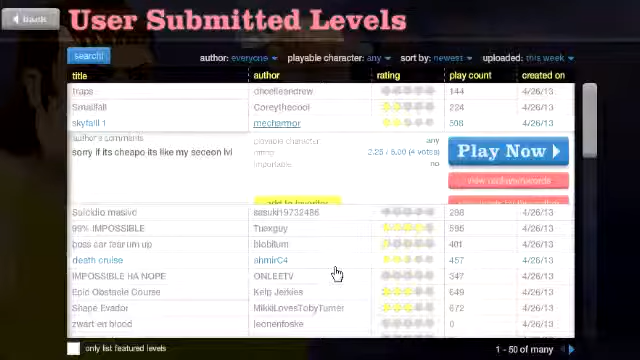 back User Submitted Levels
search! author: everyone playable character: any sort by: newest uploaded: this week
title author rating play count created on
traps dncetleandrew 144 4/26/13
Smallfall Coreythecool 224 4/26/13
skyfall 1 mecharmor 508 4/26/13
author's comments playable character any
sorry if its cheapo its like my seceon lvl rating 2.25 / 5.00 (4 votes) Play Now
importable no
add to favorites
Suicidio masivo sasuki19732486 288 4/26/13
99% IMPOSSIBLE Tuexguy 595 4/26/13
boss car fear um up blobitum 401 4/26/13
death cruise ahmirC4 457 4/26/13
IMPOSSIBLE HA NOPE ONLEETV 347 4/26/13
Epic Obstacle Course Kelp Jerkies 649 4/26/13
Shape Evador MikkiLovesTobyTurner 672 4/26/13
zwart en blood leonentoske 0 4/26/13
only list featured levels 1 - 50 of many